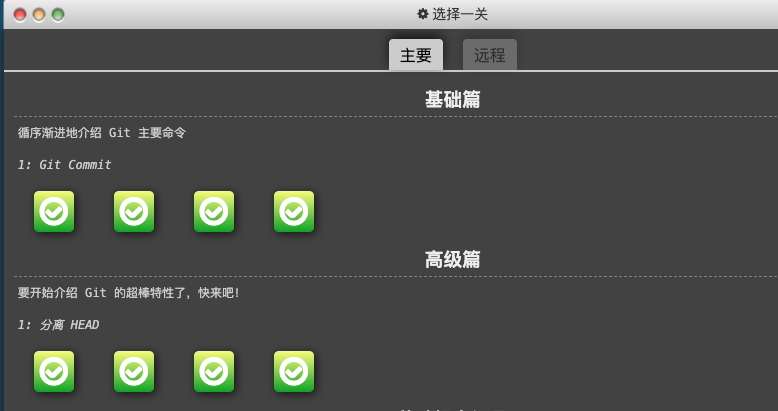 选择一关
主要 远程
基础篇
循序渐进地介绍 Git 主要命令
1: Git Commit
高级篇
要开始介绍 Git 的超棒特性了，快来吧！
1: 分离 HEAD